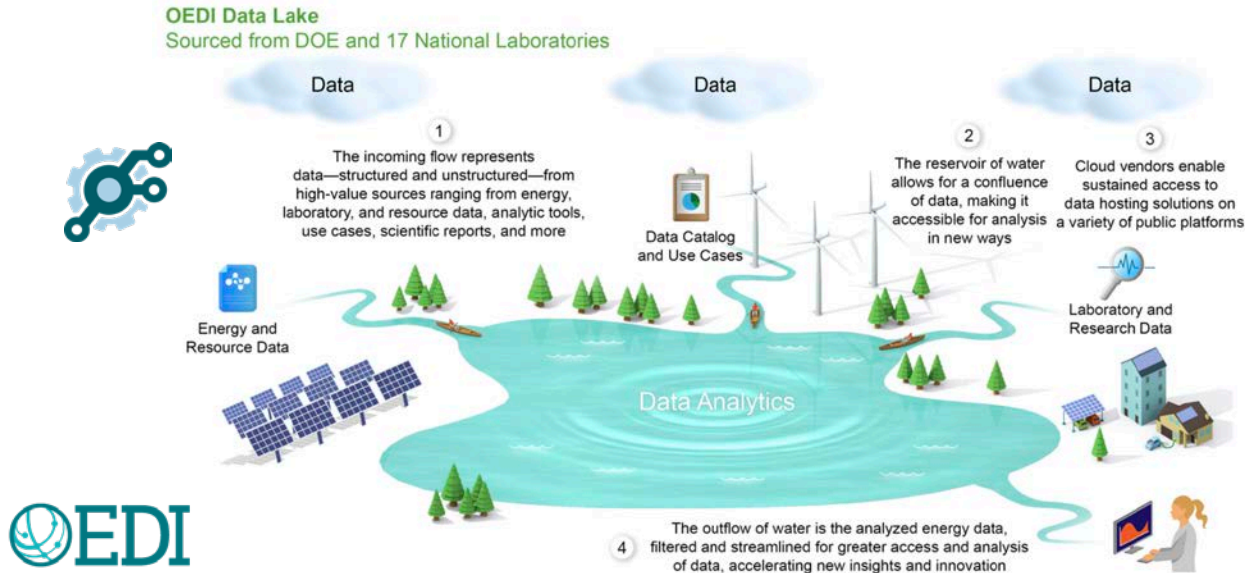 OEDI Data Lake
Sourced from DOE and 17 National Laboratories
Data
Data
Data
1
The incoming flow represents
data—structured and unstructured—from
high-value sources ranging from energy,
laboratory, and resource data, analytic tools,
use cases, scientific reports, and more
2
The reservoir of water
allows for a confluence
of data, making it
accessible for analysis
in new ways
3
Cloud vendors enable
sustained access to
data hosting solutions on
a variety of public platforms
Data Catalog
and Use Cases
Energy and
Resource Data
Laboratory and
Research Data
Data Analytics
4
The outflow of water is the analyzed energy data,
filtered and streamlined for greater access and analysis
of data, accelerating new insights and innovation
OEDI